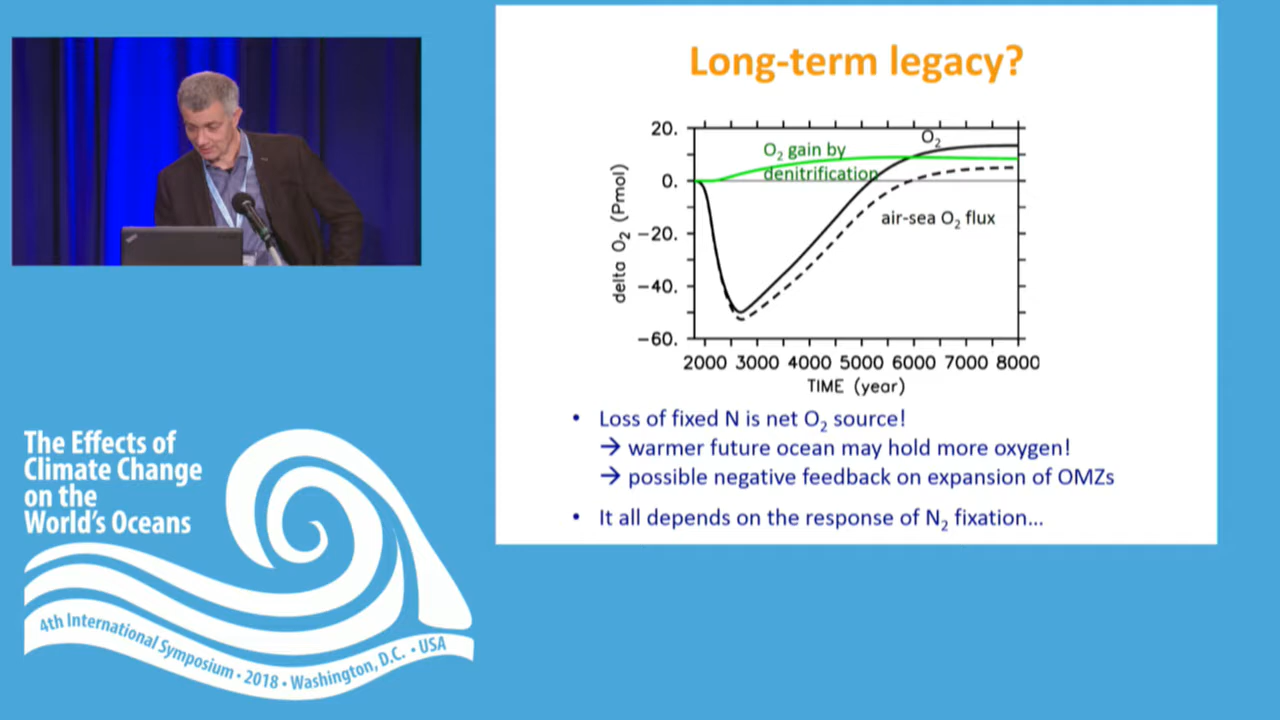 Long-term legacy?
20.
0.
−20.
−40.
−60.
delta O₂ (Pmol)
O₂ gain by
denitrification
O₂
air-sea O₂ flux
2000 3000 4000 5000 6000 7000 8000
TIME (year)
• Loss of fixed N is net O₂ source!
→ warmer future ocean may hold more oxygen!
→ possible negative feedback on expansion of OMZs
• It all depends on the response of N₂ fixation...
The Effects of
Climate Change
on the
World's Oceans
4th International Symposium • 2018 • Washington, D.C. • USA